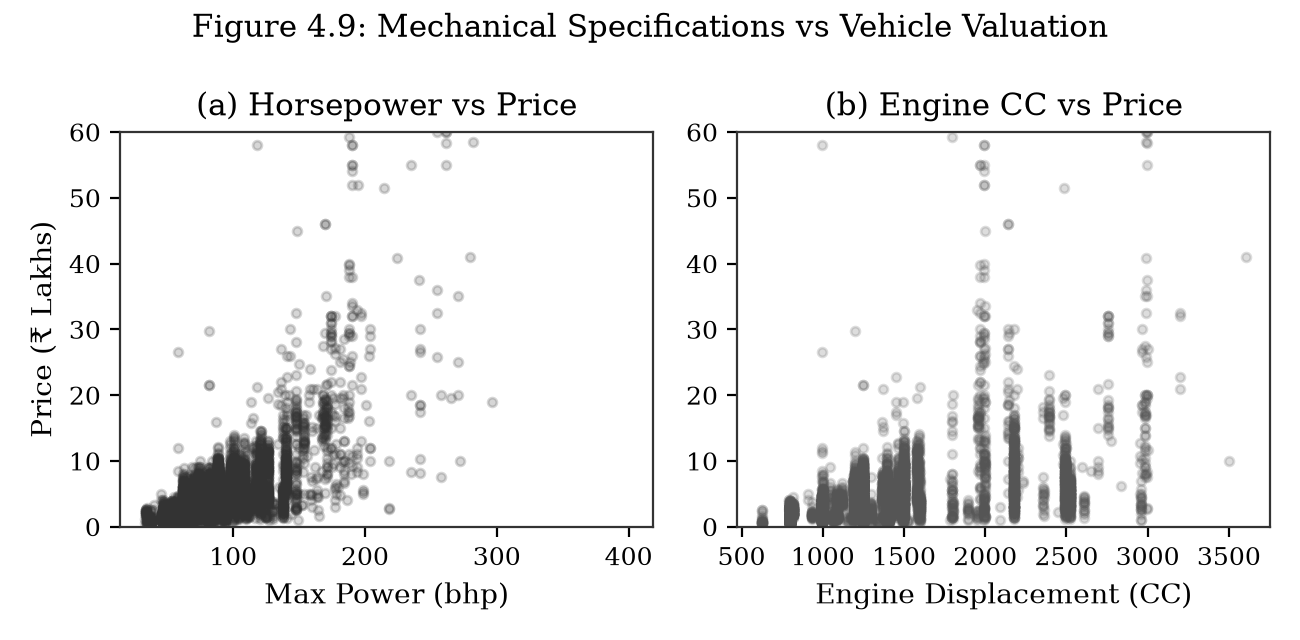 Figure 4.9: Mechanical Specifications vs Vehicle Valuation
(a) Horsepower vs Price
60
50
40
30
20
10
0
100 200 300 400
Price (₹ Lakhs)
Max Power (bhp)
(b) Engine CC vs Price
60
50
40
30
20
10
0
500 1000 1500 2000 2500 3000 3500
Engine Displacement (CC)